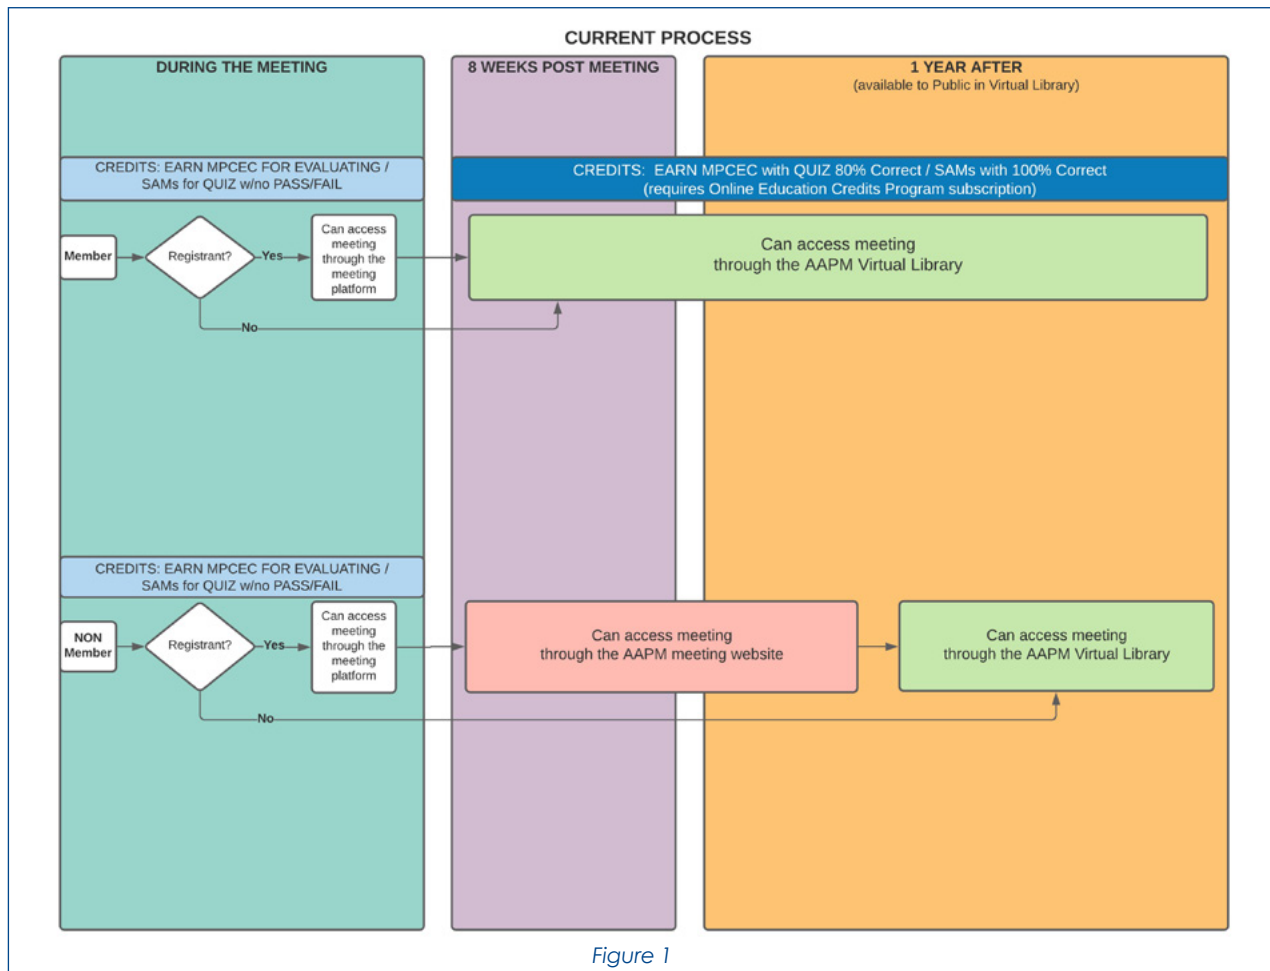 CURRENT PROCESS
DURING THE MEETING
8 WEEKS POST MEETING
1 YEAR AFTER
(available to Public in Virtual Library)
CREDITS: EARN MPCEC FOR EVALUATING /
SAMs for QUIZ w/no PASS/FAIL
CREDITS: EARN MPCEC with QUIZ 80% Correct / SAMs with 100% Correct
(requires Online Education Credits Program subscription)
Member
Registrant?
Yes
Can access
meeting
through the
meeting
platform
Can access meeting
through the AAPM Virtual Library
No
CREDITS: EARN MPCEC FOR EVALUATING /
SAMs for QUIZ w/no PASS/FAIL
NON
Member
Registrant?
Yes
Can access
meeting
through the
meeting
platform
Can access meeting
through the AAPM meeting website
Can access meeting
through the AAPM Virtual Library
No
Figure 1